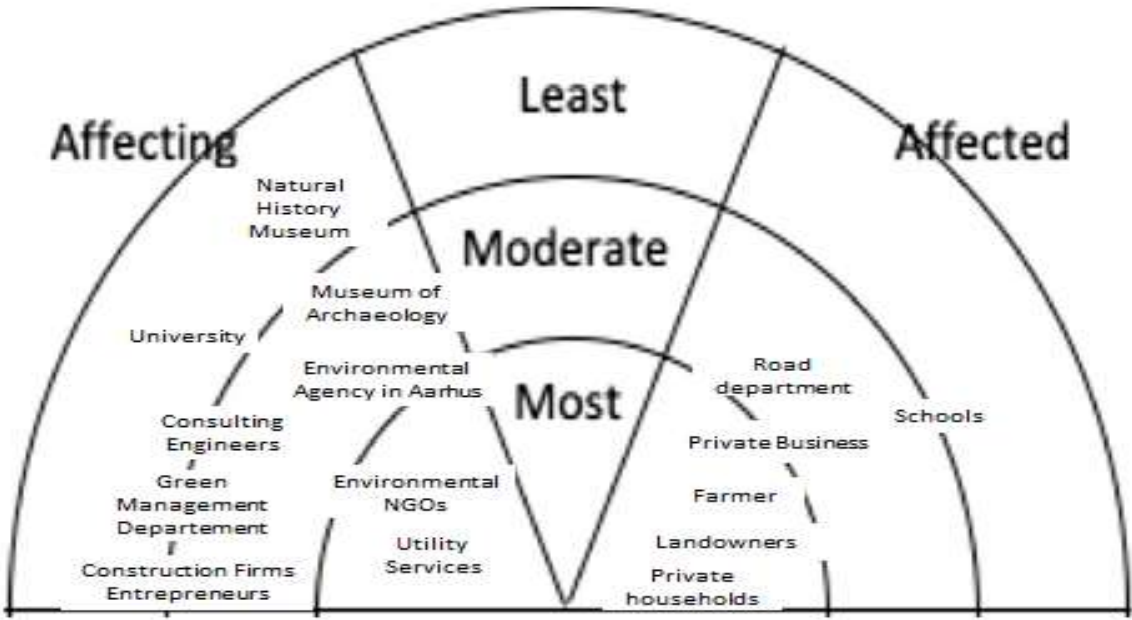 Least
Affecting
Affected
Natural
History
Museum
Moderate
Museum of
Archaeology
University
Environmental
Agency in Aarhus
Most
Road
department
Schools
Consulting
Engineers
Private Business
Green
Management
Departement
Environmental
NGOs
Farmer
Utility
Services
Landowners
Construction Firms
Entrepreneurs
Private
households